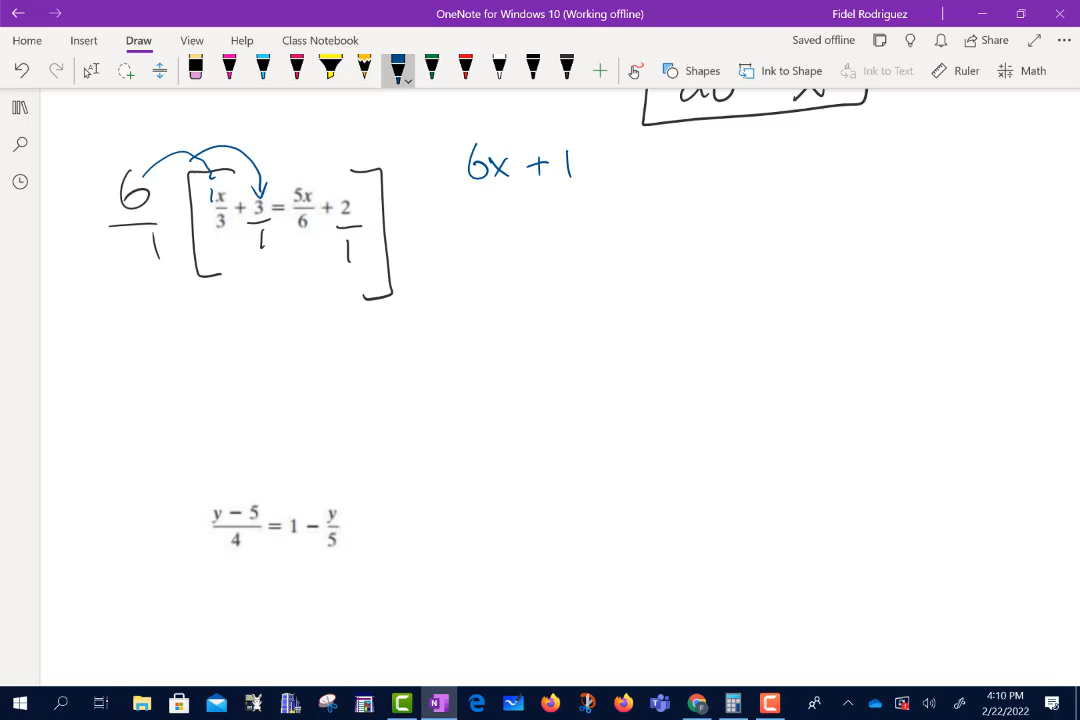 OneNote for Windows 10 (Working offline)
Fidel Rodriguez
Home Insert Draw View Help Class Notebook
Saved offline
Share
Shapes
Ink to Shape
Ink to Text
Ruler
Math
6/1 [ 1x/3 + 3/1 = 5x/6 + 2/1 ]
6x + 1
y − 5/4 = 1 − y/5
4:10 PM
2/22/2022